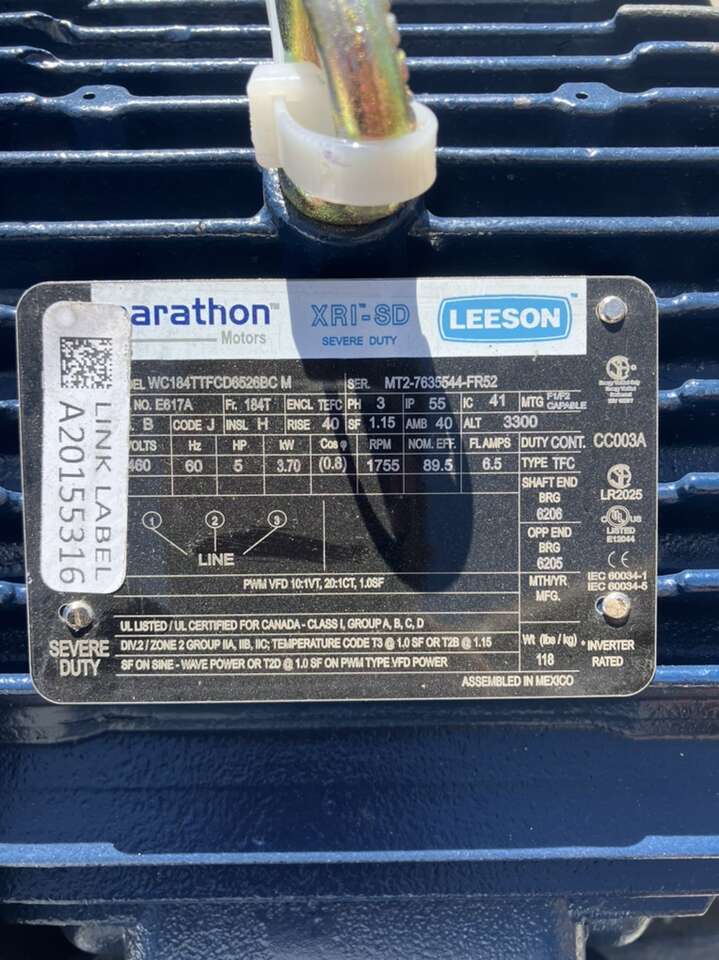 arathon™
Motors
XRI™-SD
SEVERE DUTY
LEESON
LINK LABEL
A20155316
WC184TTFCD6526BC M SER. MT2-7635544-FR52
NO. E617A Fr. 184T ENCL TEFC PH 3 IP 55 IC 41 MTG F1/F2 CAPABLE
B CODE J INSL H RISE 40 SF 1.15 AMB 40 ALT 3300
VOLTS Hz HP kW Cos φ RPM NOM. EFF. FL AMPS DUTY CONT. CC003A
460 60 5 3.70 (0.8) 1755 89.5 6.5 TYPE TFC
SHAFT END
BRG
6206
LR2025
1 2 3
LINE
OPP END
BRG
6205
c UL US
LISTED
E12044
CE
MTH/YR
MFG.
IEC 60034-1
IEC 60034-5
PWM VFD 10:1VT, 20:1CT, 1.0SF
UL LISTED / UL CERTIFIED FOR CANADA - CLASS I, GROUP A, B, C, D
DIV.2 / ZONE 2 GROUP IIA, IIB, IIC; TEMPERATURE CODE T3 @ 1.0 SF OR T2B @ 1.15
SF ON SINE - WAVE POWER OR T2D @ 1.0 SF ON PWM TYPE VFD POWER
SEVERE
DUTY
Wt (lbs / kg)
118
* INVERTER
RATED
ASSEMBLED IN MEXICO